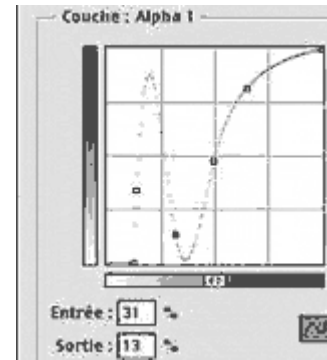 Couche : Alpha 1
Entrée : 31 %
Sortie : 13 %